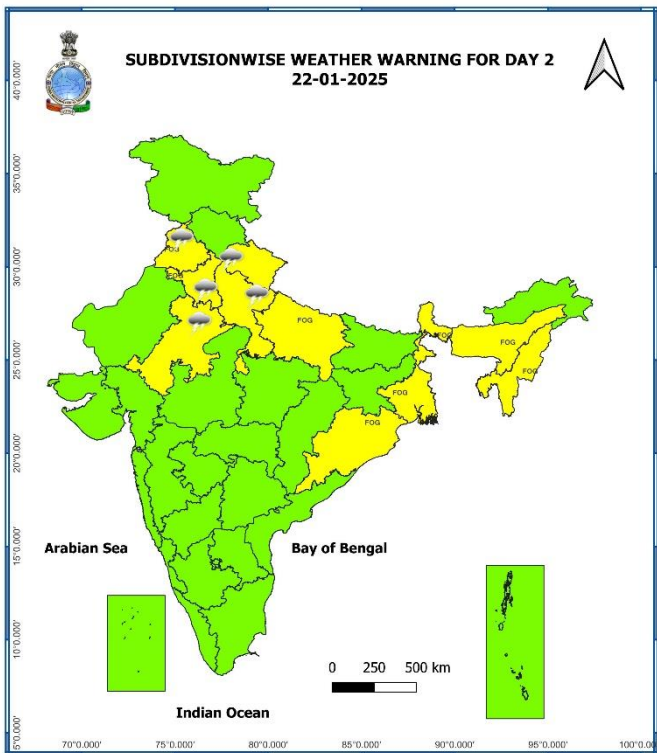 SUBDIVISIONWISE WEATHER WARNING FOR DAY 2
22-01-2025
40°0.000'
35°0.000'
30°0.000'
25°0.000'
20°0.000'
15°0.000'
10°0.000'
5°0.000'
FOG
FOG
FOG
FOG
FOG
FOG
FOG
FOG
Arabian Sea
Bay of Bengal
0 250 500 km
Indian Ocean
70°0.000' 75°0.000' 80°0.000' 85°0.000' 90°0.000' 95°0.000' 100°0.000'